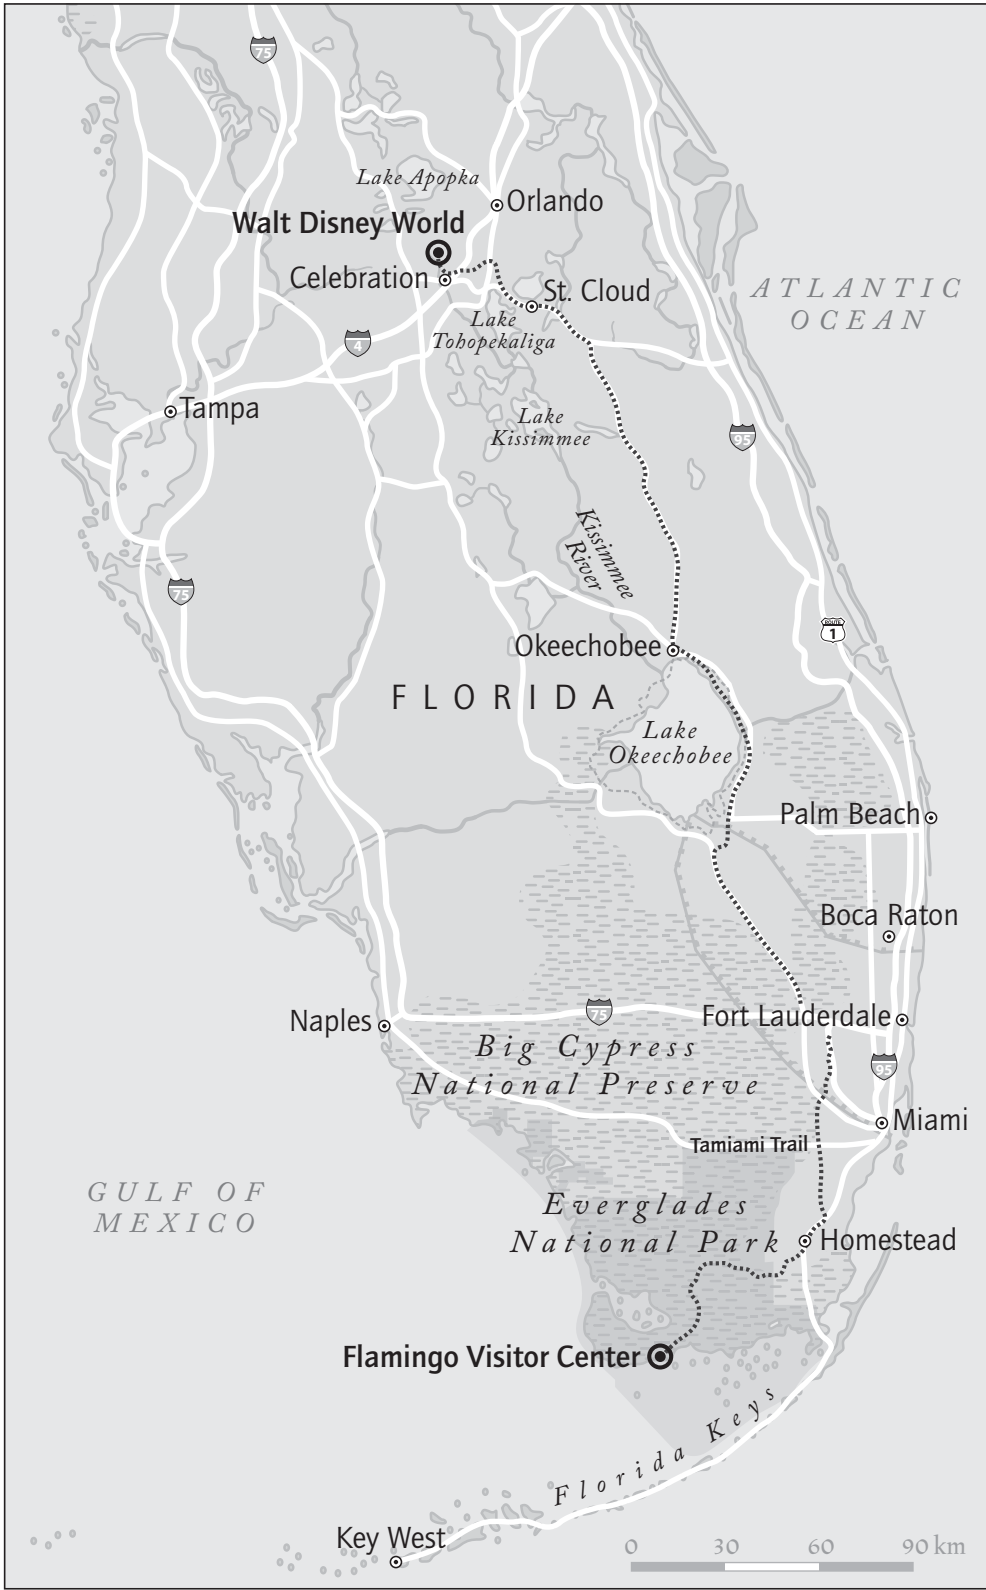 75
Lake Apopka
Orlando
Walt Disney World
Celebration
St. Cloud
ATLANTIC
OCEAN
Lake
Tohopekaliga
4
Tampa
Lake
Kissimmee
95
Kissimmee
River
75
ROUTE
1
Okeechobee
FLORIDA
Lake
Okeechobee
Palm Beach
Boca Raton
Naples
75
Fort Lauderdale
Big Cypress
National Preserve
95
Miami
Tamiami Trail
GULF OF
MEXICO
Everglades
National Park
Homestead
Flamingo Visitor Center
Florida Keys
Key West
0 30 60 90 km